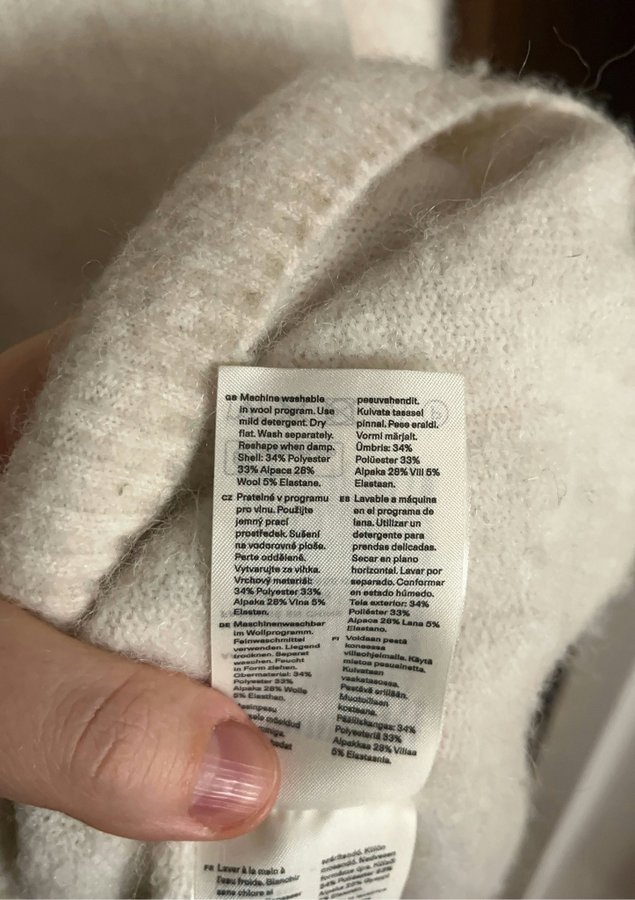 GB Machine washable
in wool program. Use
mild detergent. Dry
flat. Wash separately.
Reshape when damp.
Shell: 34% Polyester
33% Alpaca 28%
Wool 5% Elastane.
CZ Pratelné v programu
pro vlnu. Použijte
jemný prací
prostředek. Sušení
na vodorovné ploše.
Perte odděleně.
Vytvarujte za vlhka.
Vrchový materiál:
34% Polyester 33%
Alpaka 28% Vlna 5%
Elastan.
DE Maschinenwaschbar
im Wollprogramm.
Feinwaschmittel
verwenden. Liegend
trocknen. Separat
waschen. Feucht
in Form ziehen.
Obermaterial: 34%
Polyester 33%
Alpaka 28% Wolle
5% Elasthan.
pesuvahendit.
Kuivata tasasel
pinnal. Pese eraldi.
Vormi märjalt.
Ümbris: 34%
Polüester 33%
Alpaka 28% Vill 5%
Elastaan.
ES Lavable a máquina
en el programa de
lana. Utilizar un
detergente para
prendas delicadas.
Secar en plano
horizontal. Lavar por
separado. Conformar
en estado húmedo.
Tela exterior: 34%
Poliéster 33%
Alpaca 28% Lana 5%
Elastano.
FI Voidaan pestä
koneessa
villaohjelmalla. Käytä
mietoa pesuainetta.
Kuivataan
vaakatasossa.
Pestävä erillään.
Muotoillaan
kosteana.
Päälliskangas: 34%
Polyesteriä 33%
Alpakkaa 28% Villaa
5% Elastaania.
FR Laver à la main à
l'eau froide. Blanchir
sans chlore si